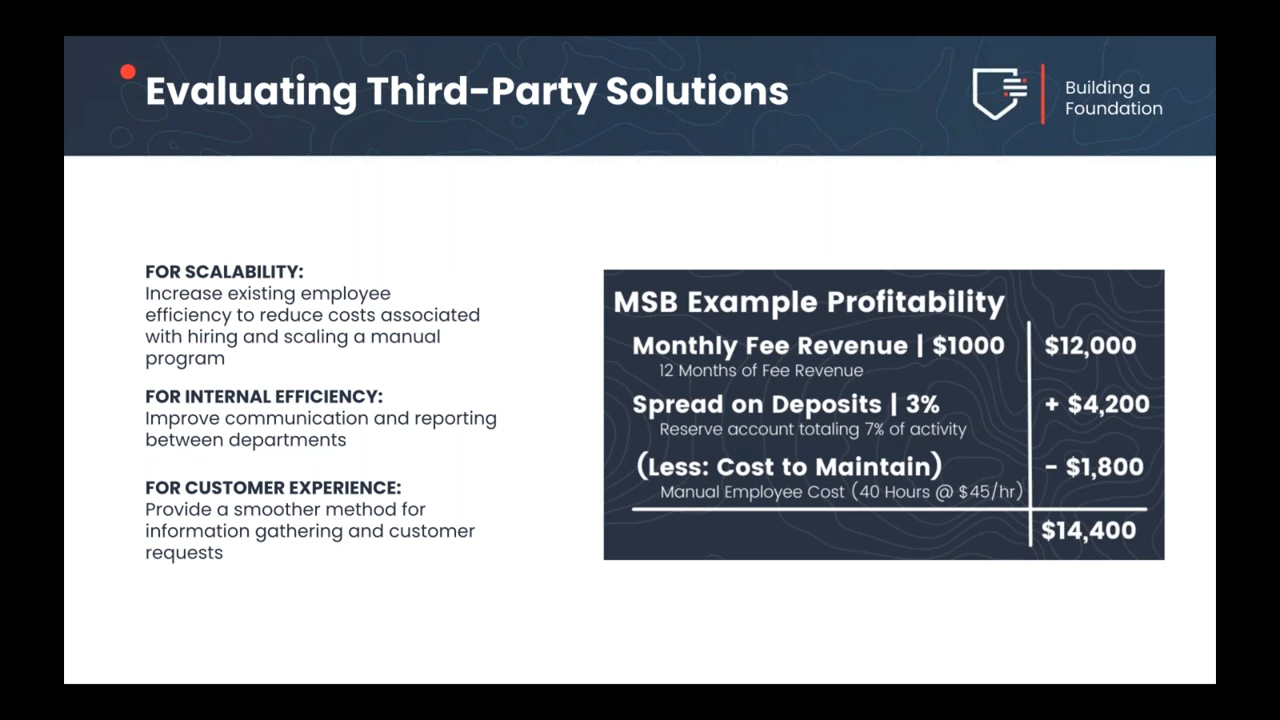 Evaluating Third-Party Solutions
Building a
Foundation
FOR SCALABILITY:
Increase existing employee
efficiency to reduce costs associated
with hiring and scaling a manual
program
FOR INTERNAL EFFICIENCY:
Improve communication and reporting
between departments
FOR CUSTOMER EXPERIENCE:
Provide a smoother method for
information gathering and customer
requests
MSB Example Profitability
Monthly Fee Revenue | $1000 $12,000
12 Months of Fee Revenue
Spread on Deposits | 3% + $4,200
Reserve account totaling 7% of activity
(Less: Cost to Maintain) - $1,800
Manual Employee Cost (40 Hours @ $45/hr)
$14,400